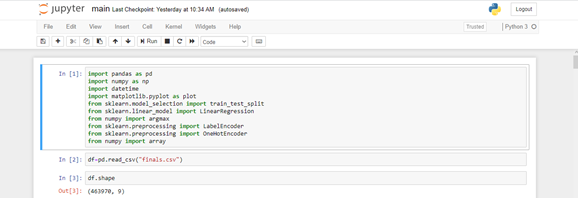 jupyter main Last Checkpoint: Yesterday at 10:34 AM (autosaved)
Logout
File Edit View Insert Cell Kernel Widgets Help
Trusted Python 3
Run Code
In [1]: import pandas as pd
import numpy as np
import datetime
import matplotlib.pyplot as plot
from sklearn.model_selection import train_test_split
from sklearn.linear_model import LinearRegression
from numpy import argmax
from sklearn.preprocessing import LabelEncoder
from sklearn.preprocessing import OneHotEncoder
from numpy import array
In [2]: df=pd.read_csv("finals.csv")
In [3]: df.shape
Out[3]: (463970, 9)